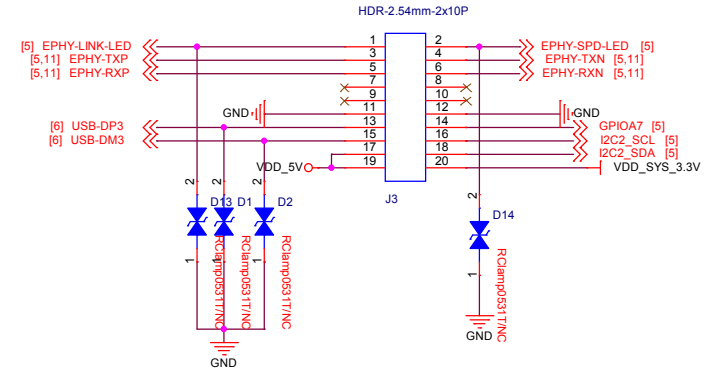 HDR-2.54mm-2x10P
[5] EPHY-LINK-LED 1 2 EPHY-SPD-LED [5]
[5,11] EPHY-TXP 3 4 EPHY-TXN [5,11]
[5,11] EPHY-RXP 5 6 EPHY-RXN [5,11]
7 8
9 10
GND 11 12 GND
[6] USB-DP3 13 14 GPIOA7 [5]
[6] USB-DM3 15 16 I2C2_SCL [5]
17 18 I2C2_SDA [5]
VDD_5V 19 20 VDD_SYS_3.3V
J3
2 2 2 2
D13 D1 D2 D14
RClamp0531T/NC RClamp0531T/NC RClamp0531T/NC RClamp0531T/NC
1 1 1 1
GND GND